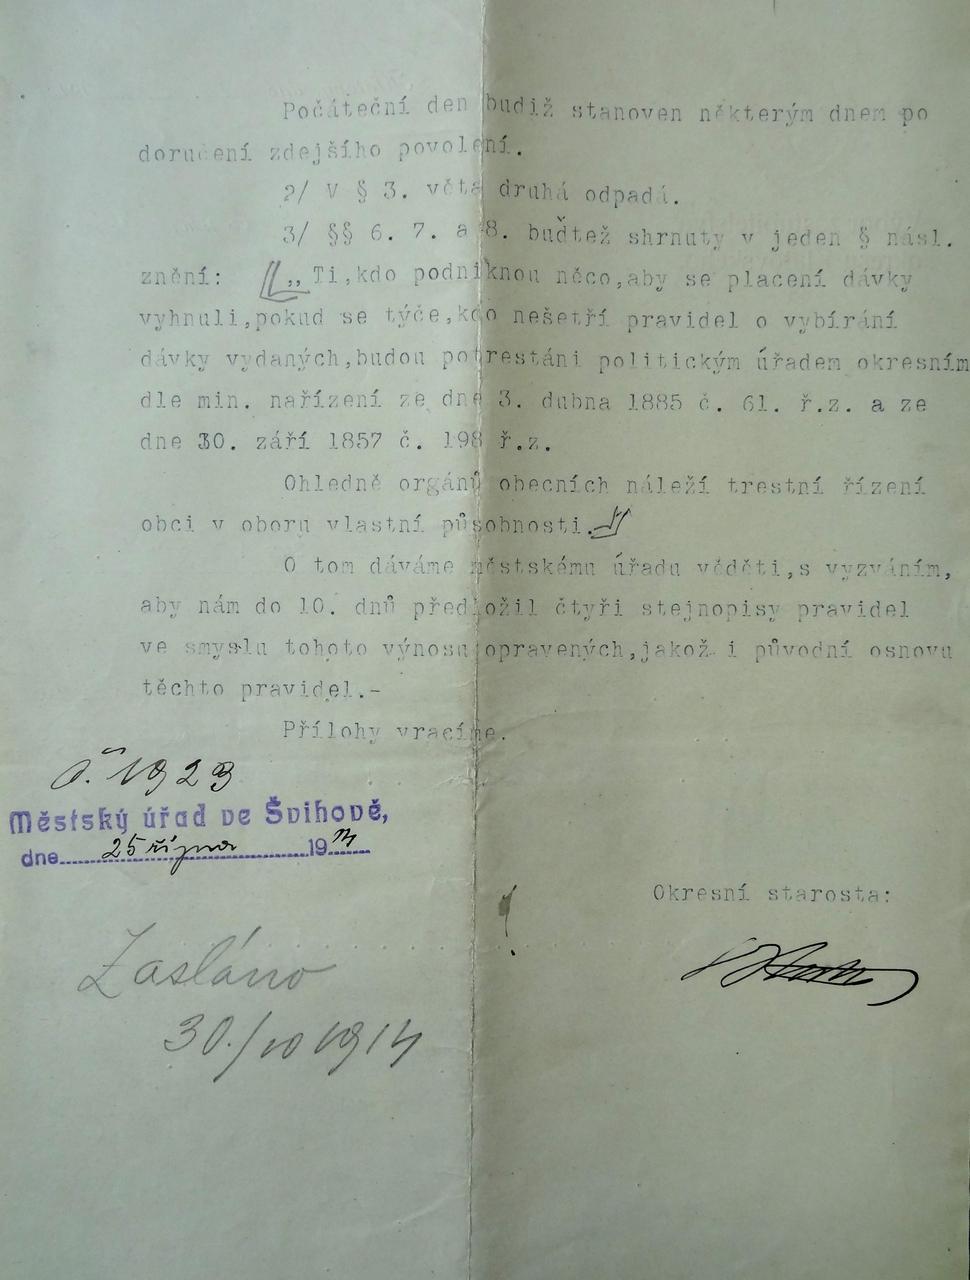 Počáteční den budiž stanoven některým dnem po
doručení zdejšího povolení.
2/ V § 3. věta druhá odpadá.
3/ §§ 6. 7. a 8. buďtež shrnuty v jeden § násl.
znění: „Ti,kdo podniknou něco,aby se placení dávky
vyhnuli,pokud se týče,kdo nešetří pravidel o vybírání
dávky vydaných,budou potrestáni politickým úřadem okresním
dle min. nařízení ze dne 3. dubna 1885 č. 61. ř.z. a ze
dne 30. září 1857 č. 198 ř.z.
Ohledně orgánů obecních náleží trestní řízení
obci v oboru vlastní působnosti.“
O tom dáváme městskému úřadu věděti,s vyzváním,
aby nám do 10. dnů předložil čtyři stejnopisy pravidel
ve smyslu tohoto výnosu opravených,jakož i původní osnovu
těchto pravidel.-
Přílohy vracíme.
č. 1923
Městský úřad ve Švihově,
dne 25 října 1914
Okresní starosta:
Zasláno
30./10 1914